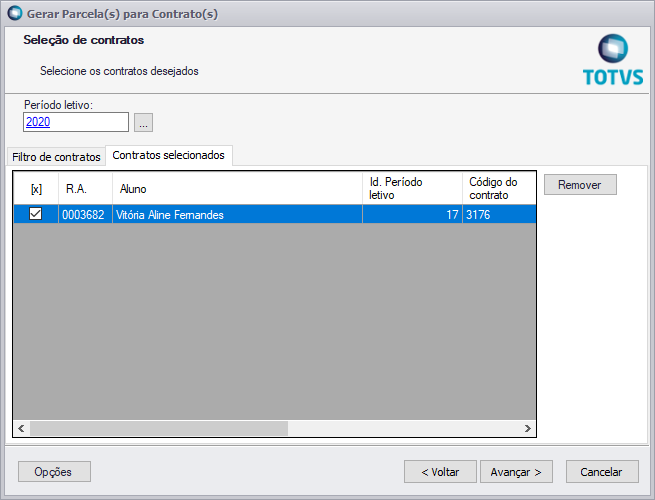 Gerar Parcela(s) para Contrato(s)
Seleção de contratos
Selecione os contratos desejados
TOTVS
Período letivo:
2020
...
Filtro de contratos
Contratos selecionados
[x]
R.A.
Aluno
Id. Período
letivo
Código do
contrato
Remover
0003682
Vitória Aline Fernandes
17
3176
Opções
< Voltar
Avançar >
Cancelar